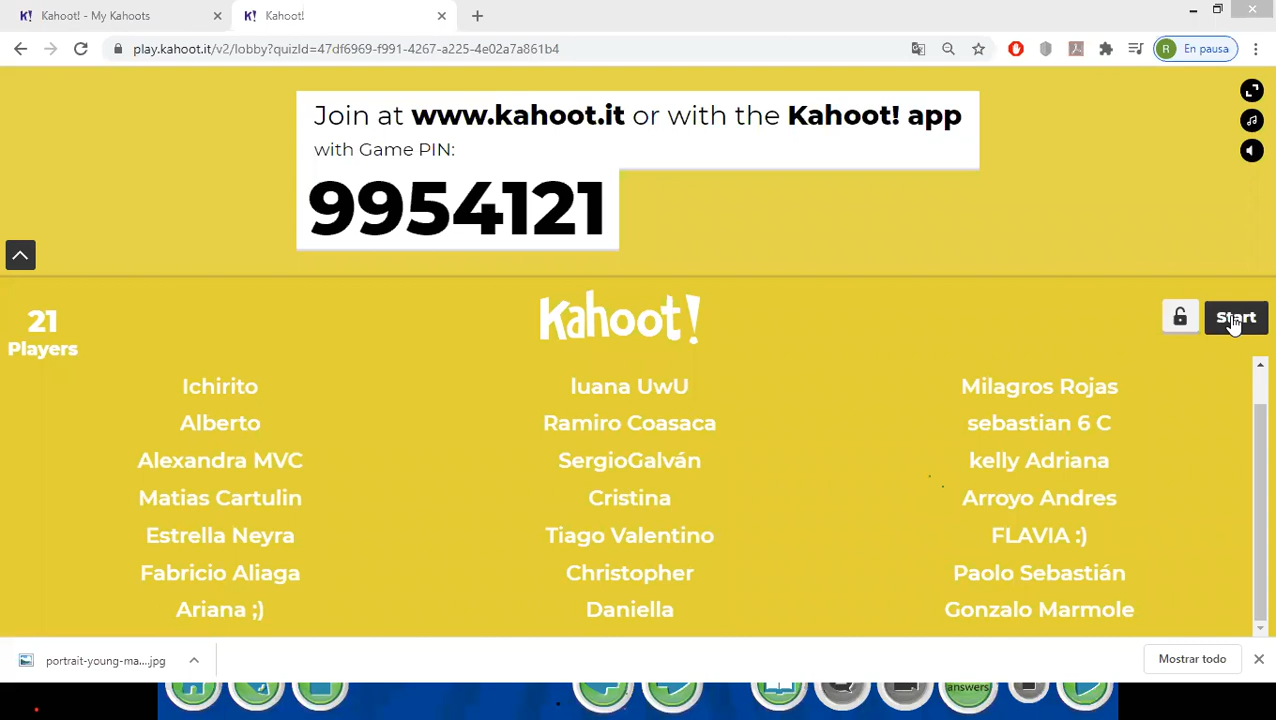 Kahoot! - My Kahoots
Kahoot!
play.kahoot.it/v2/lobby?quizId=47df6969-f991-4267-a225-4e02a7a861b4
R En pausa
Join at www.kahoot.it or with the Kahoot! app
with Game PIN:
9954121
21
Players
Kahoot!
Start
Ichirito
luana UwU
Milagros Rojas
Alberto
Ramiro Coasaca
sebastian 6 C
Alexandra MVC
SergioGalván
kelly Adriana
Matias Cartulin
Cristina
Arroyo Andres
Estrella Neyra
Tiago Valentino
FLAVIA :)
Fabricio Aliaga
Christopher
Paolo Sebastián
Ariana ;)
Daniella
Gonzalo Marmole
portrait-young-ma....jpg
Mostrar todo
answers